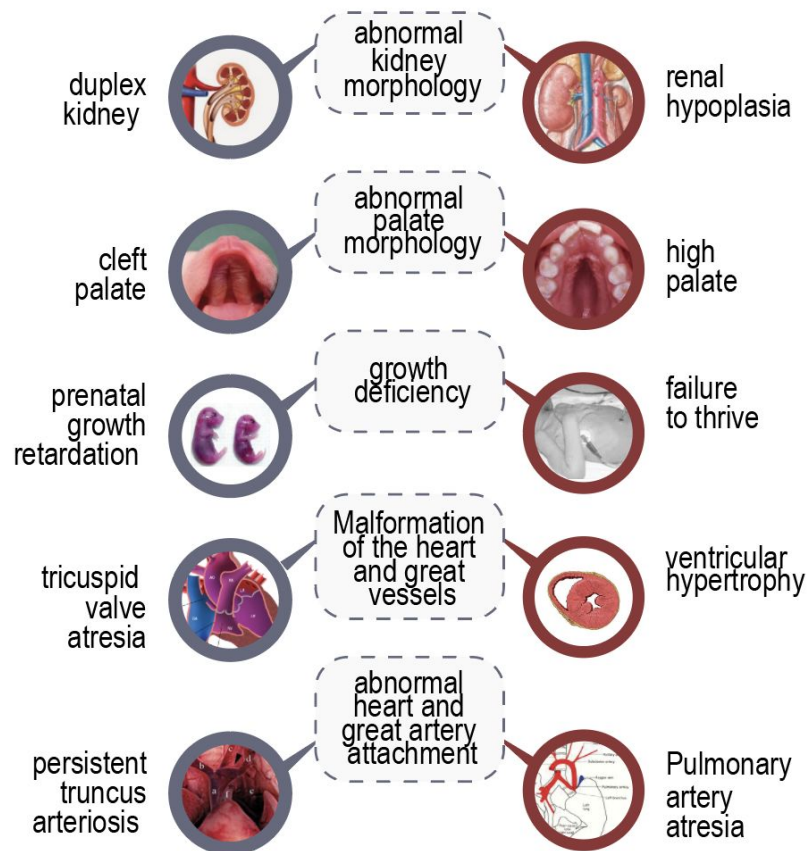 duplex
kidney
abnormal
kidney
morphology
renal
hypoplasia
cleft
palate
abnormal
palate
morphology
high
palate
prenatal
growth
retardation
growth
deficiency
failure
to thrive
tricuspid
valve
atresia
Malformation
of the heart
and great
vessels
ventricular
hypertrophy
persistent
truncus
arteriosis
abnormal
heart and
great artery
attachment
Pulmonary
artery
atresia